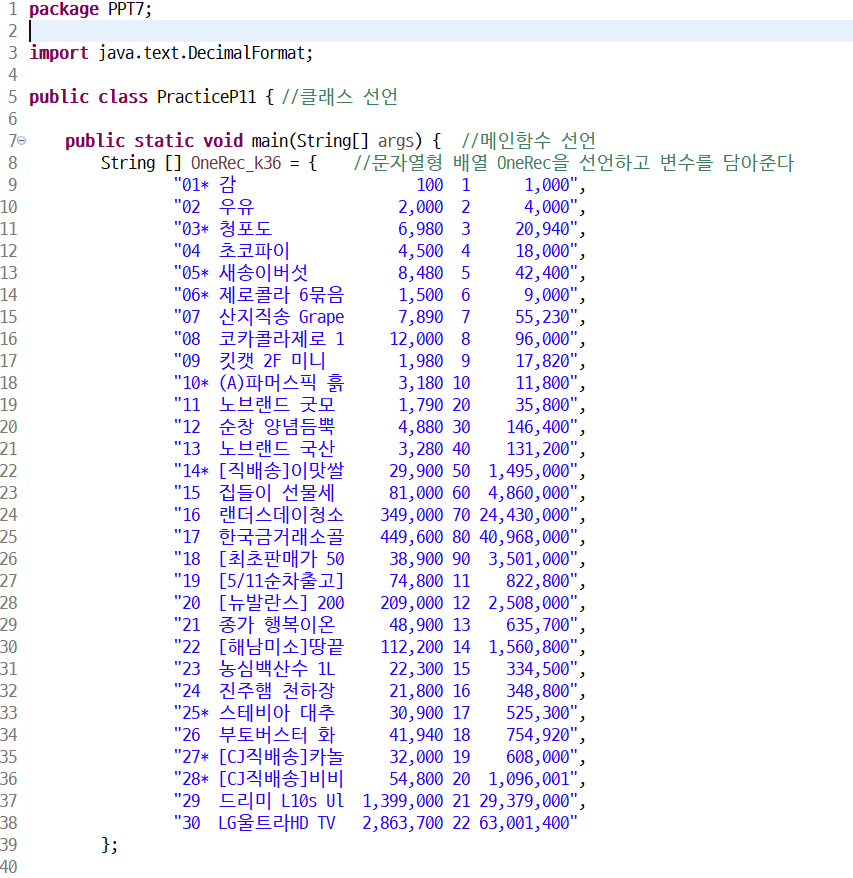 1 package PPT7;
2
3 import java.text.DecimalFormat;
4
5 public class PracticeP11 { //클래스 선언
6
7 public static void main(String[] args) { //메인함수 선언
8 String [] OneRec_k36 = { //문자열형 배열 OneRec을 선언하고 변수를 담아준다
9 "01* 감 100 1 1,000",
10 "02 우유 2,000 2 4,000",
11 "03* 청포도 6,980 3 20,940",
12 "04 초코파이 4,500 4 18,000",
13 "05* 새송이버섯 8,480 5 42,400",
14 "06* 제로콜라 6묶음 1,500 6 9,000",
15 "07 산지직송 Grape 7,890 7 55,230",
16 "08 코카콜라제로 1 12,000 8 96,000",
17 "09 킷캣 2F 미니 1,980 9 17,820",
18 "10* (A)파머스픽 흙 3,180 10 11,800",
19 "11 노브랜드 굿모 1,790 20 35,800",
20 "12 순창 양념듬뿍 4,880 30 146,400",
21 "13 노브랜드 국산 3,280 40 131,200",
22 "14* [직배송]이맛쌀 29,900 50 1,495,000",
23 "15 집들이 선물세 81,000 60 4,860,000",
24 "16 랜더스데이청소 349,000 70 24,430,000",
25 "17 한국금거래소골 449,600 80 40,968,000",
26 "18 [최초판매가 50 38,900 90 3,501,000",
27 "19 [5/11순차출고] 74,800 11 822,800",
28 "20 [뉴발란스] 200 209,000 12 2,508,000",
29 "21 종가 행복이온 48,900 13 635,700",
30 "22 [해남미소]땅끝 112,200 14 1,560,800",
31 "23 농심백산수 1L 22,300 15 334,500",
32 "24 진주햄 천하장 21,800 16 348,800",
33 "25* 스테비아 대추 30,900 17 525,300",
34 "26 부토버스터 화 41,940 18 754,920",
35 "27* [CJ직배송]카놀 32,000 19 608,000",
36 "28* [CJ직배송]비비 54,800 20 1,096,001",
37 "29 드리미 L10s Ul 1,399,000 21 29,379,000",
38 "30 LG울트라HD TV 2,863,700 22 63,001,400"
39 };
40